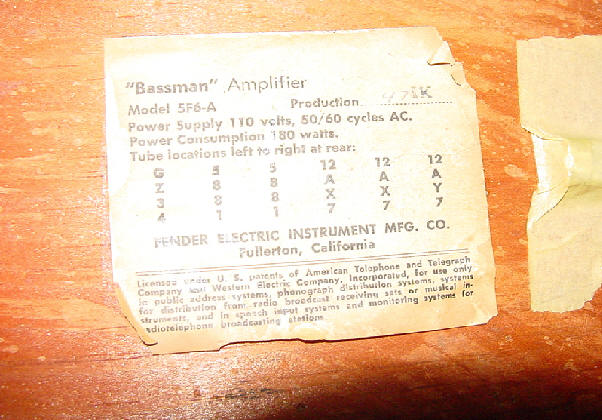 "Bassman" Amplifier
Model 5F6-A Production
Power Supply 110 volts, 50/60 cycles AC.
Power Consumption 180 watts.
Tube locations left to right at rear:
G 5 5 12 12 12
Z 8 8 A A A
3 8 8 X X Y
4 1 1 7 7 7
FENDER ELECTRIC INSTRUMENT MFG. CO.
Fullerton, California
Licensed under U. S. patents of American Telephone and Telegraph
Company and Western Electric Company, Incorporated, for use only
in public address systems, phonograph distribution systems, systems
for distribution from radio broadcast receiving sets or musical in-
struments, and in speech input systems and monitoring systems for
radiotelephone broadcasting stations.